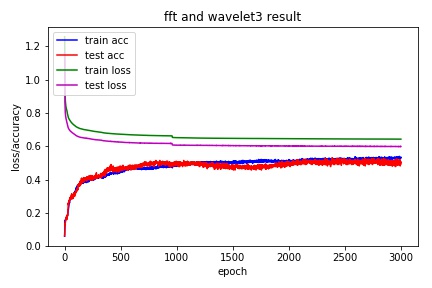 fft and wavelet3 result
train acc
test acc
train loss
test loss
loss/accuracy
1.2
1.0
0.8
0.6
0.4
0.2
0.0
0
500
1000
1500
2000
2500
3000
epoch